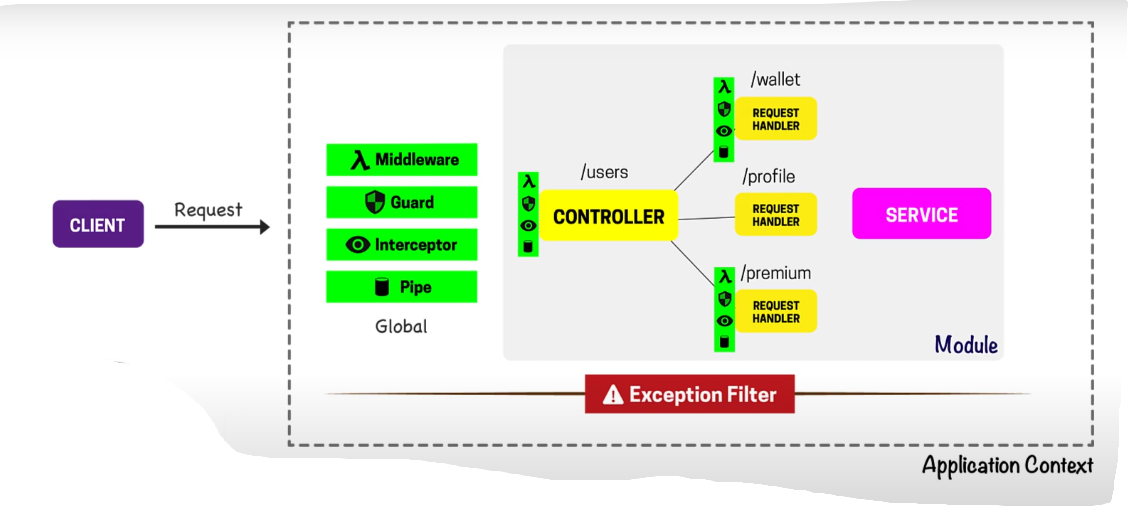 CLIENT
Request
Middleware
Guard
Interceptor
Pipe
Global
/users
CONTROLLER
/wallet
REQUEST
HANDLER
/profile
REQUEST
HANDLER
/premium
REQUEST
HANDLER
SERVICE
Module
Exception Filter
Application Context